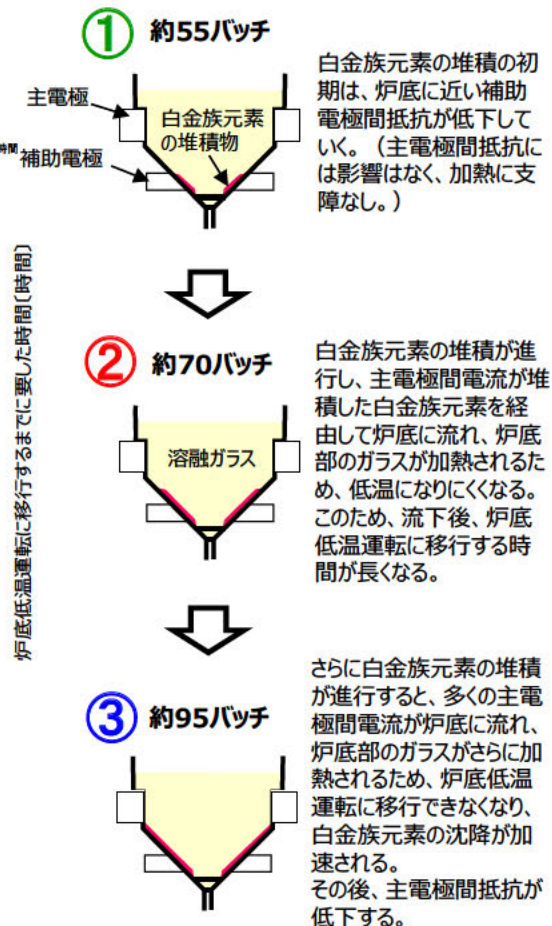 ① 約55バッチ
主電極
時間
補助電極
白金族元素
の堆積物
白金族元素の堆積の初
期は、炉底に近い補助
電極間抵抗が低下して
いく。（主電極間抵抗に
は影響はなく、加熱に支
障なし。）
炉底低温運転に移行するまでに要した時間〔時間〕
② 約70バッチ
溶融ガラス
白金族元素の堆積が進
行し、主電極間電流が堆
積した白金族元素を経
由して炉底に流れ、炉底
部のガラスが加熱されるた
め、低温になりにくくなる。
このため、流下後、炉底
低温運転に移行する時
間が長くなる。
③ 約95バッチ
さらに白金族元素の堆積
が進行すると、多くの主電
極間電流が炉底に流れ、
炉底部のガラスがさらに加
熱されるため、炉底低温
運転に移行できなくなり、
白金族元素の沈降が加
速される。
その後、主電極間抵抗が
低下する。